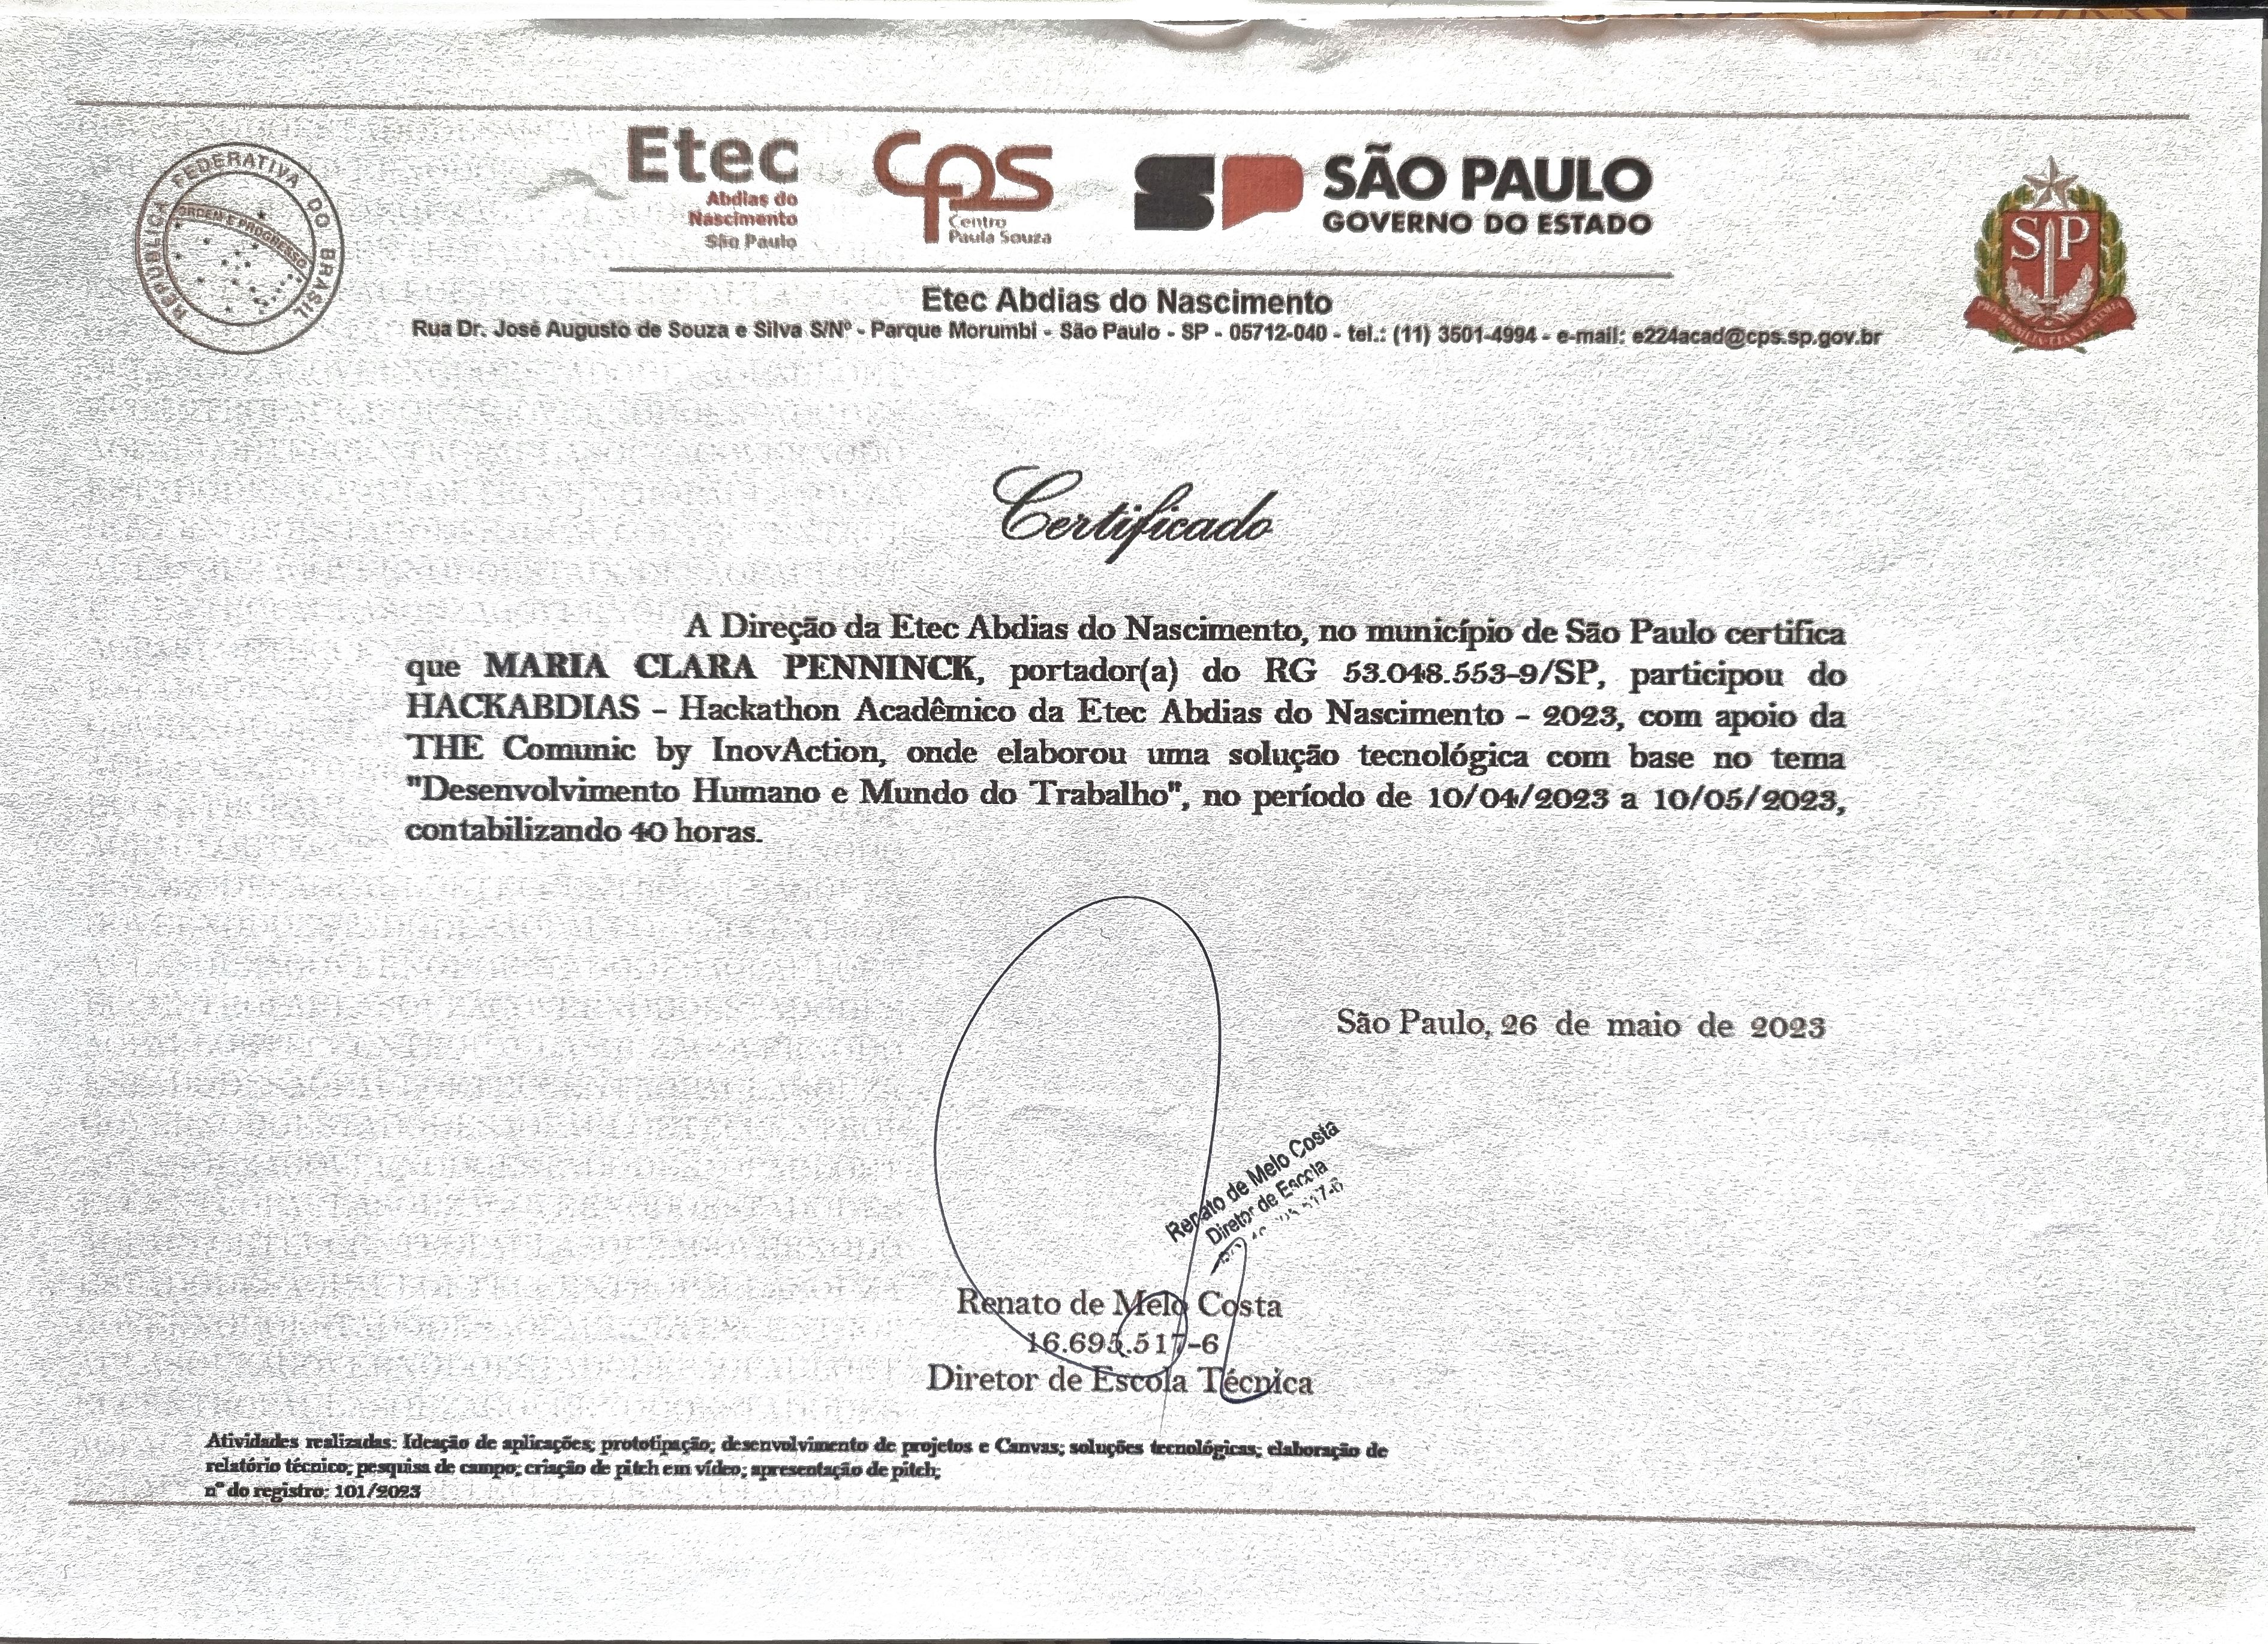 REPÚBLICA FEDERATIVA DO BRASIL
ORDEM E PROGRESSO
Etec
Abdias do
Nascimento
São Paulo
CPS
Centro
Paula Souza
SÃO PAULO
GOVERNO DO ESTADO
SP
Etec Abdias do Nascimento
Rua Dr. José Augusto de Souza e Silva S/Nº - Parque Morumbi - São Paulo - SP - 05712-040 - tel.: (11) 3501-4994 - e-mail: e224acad@cps.sp.gov.br
Certificado
A Direção da Etec Abdias do Nascimento, no município de São Paulo certifica
que MARIA CLARA PENNINCK, portador(a) do RG 53.048.553-9/SP, participou do
HACKABDIAS – Hackathon Acadêmico da Etec Abdias do Nascimento – 2023, com apoio da
THE Comunic by InovAction, onde elaborou uma solução tecnológica com base no tema
"Desenvolvimento Humano e Mundo do Trabalho", no período de 10/04/2023 a 10/05/2023,
contabilizando 40 horas.
São Paulo, 26 de maio de 2023
Renato de Melo Costa
Diretor de Escola
Renato de Melo Costa
16.695.517-6
Diretor de Escola Técnica
Atividades realizadas: Ideação de aplicações; prototipação; desenvolvimento de projetos e Canvas; soluções tecnológicas; elaboração de
relatório técnico; pesquisa de campo; criação de pitch em vídeo; apresentação de pitch;
nº do registro: 101/2023